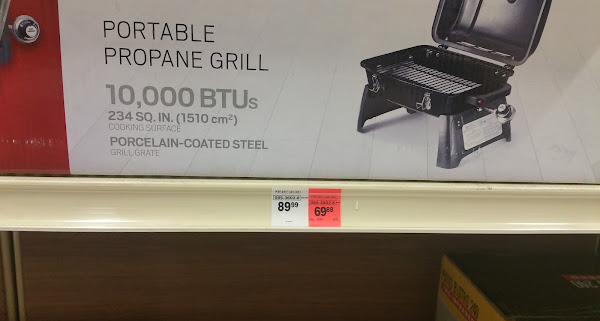 PORTABLE
PROPANE GRILL
10,000 BTUs
234 SQ. IN. (1510 cm²)
COOKING SURFACE
PORCELAIN-COATED STEEL
GRILL GRATE
89.99
69.88